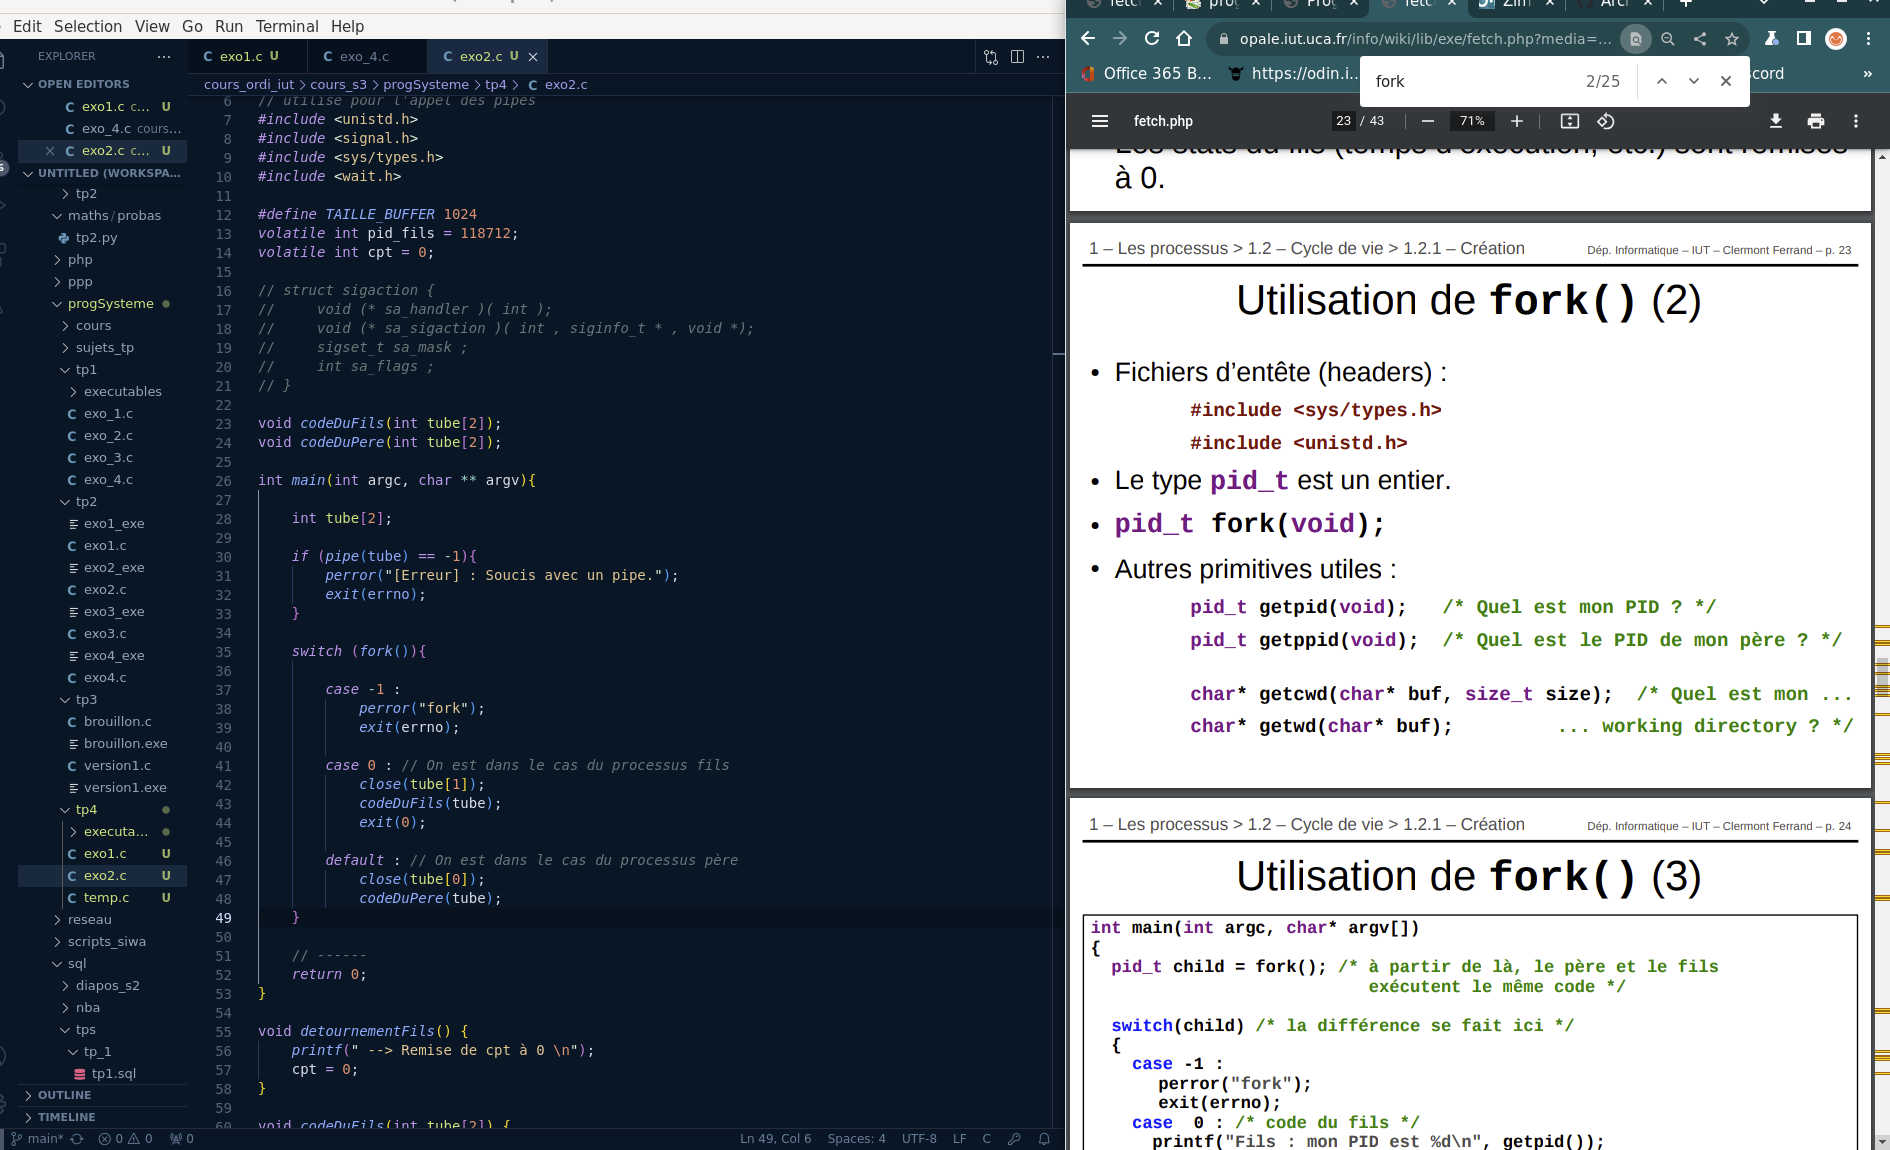 Edit Selection View Go Run Terminal Help
EXPLORER
OPEN EDITORS
exo1.c c... U
exo_4.c cours...
exo2.c c... U
UNTITLED (WORKSPA...
tp2
maths/probas
tp2.py
php
ppp
progSysteme
cours
sujets_tp
tp1
executables
exo_1.c
exo_2.c
exo_3.c
exo_4.c
tp2
exo1_exe
exo1.c
exo2_exe
exo2.c
exo3_exe
exo3.c
exo4_exe
exo4.c
tp3
brouillon.c
brouillon.exe
version1.c
version1.exe
tp4
executa...
exo1.c U
exo2.c U
temp.c U
reseau
scripts_siwa
sql
diapos_s2
nba
tps
tp_1
tp1.sql
OUTLINE
TIMELINE
exo1.c U exo_4.c exo2.c U
cours_ordi_iut > cours_s3 > progSysteme > tp4 > C exo2.c
6 // utilise pour l'appel des pipes
7 #include <unistd.h>
8 #include <signal.h>
9 #include <sys/types.h>
10 #include <wait.h>
11
12 #define TAILLE_BUFFER 1024
13 volatile int pid_fils = 118712;
14 volatile int cpt = 0;
15
16 // struct sigaction {
17 //     void (* sa_handler )( int );
18 //     void (* sa_sigaction )( int , siginfo_t * , void *);
19 //     sigset_t sa_mask ;
20 //     int sa_flags ;
21 // }
22
23 void codeDuFils(int tube[2]);
24 void codeDuPere(int tube[2]);
25
26 int main(int argc, char ** argv){
27
28     int tube[2];
29
30     if (pipe(tube) == -1){
31         perror("[Erreur] : Soucis avec un pipe.");
32         exit(errno);
33     }
34
35     switch (fork()){
36
37         case -1 :
38             perror("fork");
39             exit(errno);
40
41         case 0 : // On est dans le cas du processus fils
42             close(tube[1]);
43             codeDuFils(tube);
44             exit(0);
45
46         default : // On est dans le cas du processus père
47             close(tube[0]);
48             codeDuPere(tube);
49     }
50
51     // ------
52     return 0;
53 }
54
55 void detournementFils() {
56     printf(" --> Remise de cpt à 0 \n");
57     cpt = 0;
58 }
59
60 void codeDuFils(int tube[2]) {
main* 0 0 0 Ln 49, Col 6 Spaces: 4 UTF-8 LF C
fetc prog Prog fetc Zim Arch
opale.iut.uca.fr/info/wiki/lib/exe/fetch.php?media=...
Office 365 B... https://odin.i... scord »
fork 2/25
fetch.php 23 / 43 71%
Les stats du fils (temps d'exécution, etc.) sont remises
à 0.
1 – Les processus > 1.2 – Cycle de vie > 1.2.1 – Création Dép. Informatique – IUT – Clermont Ferrand – p. 23
Utilisation de fork() (2)
• Fichiers d'entête (headers) :
#include <sys/types.h>
#include <unistd.h>
• Le type pid_t est un entier.
• pid_t fork(void);
• Autres primitives utiles :
pid_t getpid(void); /* Quel est mon PID ? */
pid_t getppid(void); /* Quel est le PID de mon père ? */
char* getcwd(char* buf, size_t size); /* Quel est mon ...
char* getwd(char* buf); ... working directory ? */
1 – Les processus > 1.2 – Cycle de vie > 1.2.1 – Création Dép. Informatique – IUT – Clermont Ferrand – p. 24
Utilisation de fork() (3)
int main(int argc, char* argv[])
{
pid_t child = fork(); /* à partir de là, le père et le fils
exécutent le même code */
switch(child) /* la différence se fait ici */
{
case -1 :
perror("fork");
exit(errno);
case 0 : /* code du fils */
printf("Fils : mon PID est %d\n", getpid());